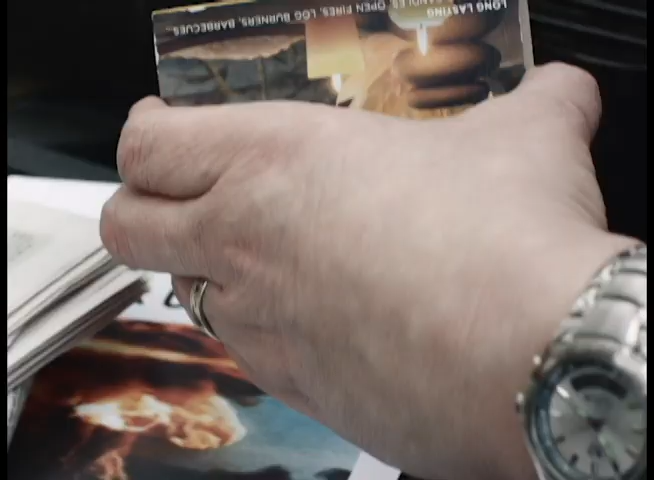 LONG LASTING
CANDLES, OPEN FIRES, LOG BURNERS, BARBECUES